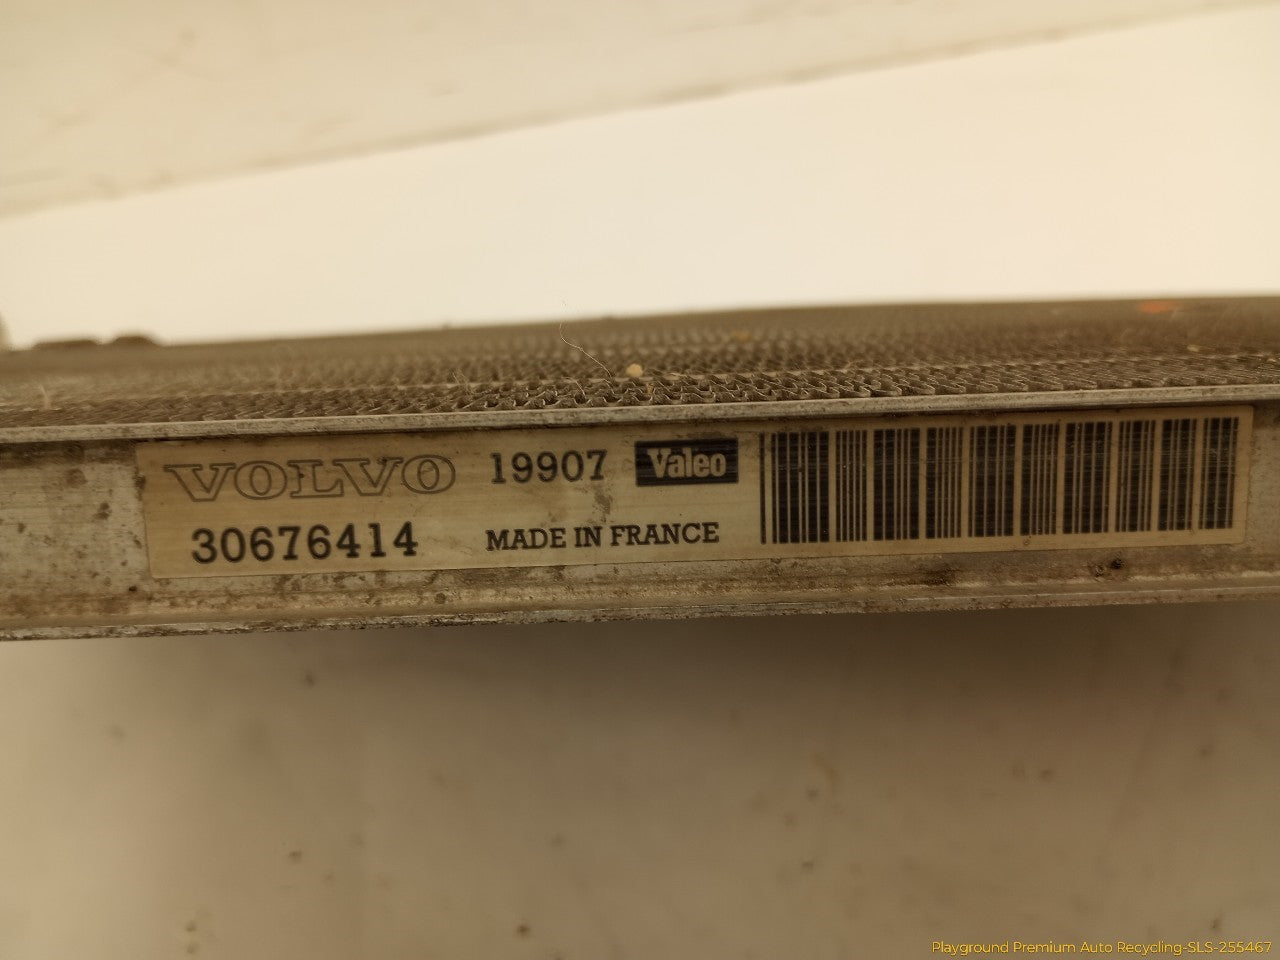 VOLVO 19907 Valeo
30676414 MADE IN FRANCE
Playground Premium Auto Recycling-SLS-255467